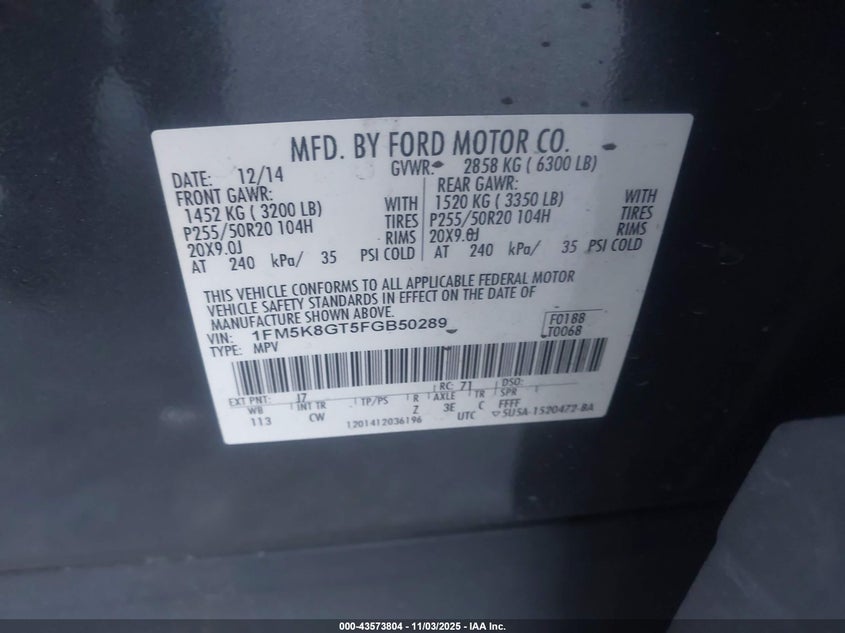 MFD. BY FORD MOTOR CO.
DATE: 12/14 GVWR: 2858 KG ( 6300 LB)
FRONT GAWR: REAR GAWR:
1452 KG ( 3200 LB) WITH 1520 KG ( 3350 LB) WITH
P255/50R20 104H TIRES P255/50R20 104H TIRES
20X9.0J RIMS 20X9.0J RIMS
AT 240 kPa/ 35 PSI COLD AT 240 kPa/ 35 PSI COLD
THIS VEHICLE CONFORMS TO ALL APPLICABLE FEDERAL MOTOR
VEHICLE SAFETY STANDARDS IN EFFECT ON THE DATE OF
MANUFACTURE SHOWN ABOVE.
VIN: 1FM5K8GT5FGB50289 F0188
TYPE: MPV T0068
EXT PNT: J7 RC: 71 DSO:
WB INT TR TP/PS R AXLE TR SPR
113 CW Z 3E C FFFF
1201412036196 UTC 5U5A-1520472-BA
000-43573804 - 11/03/2025 - IAA Inc.